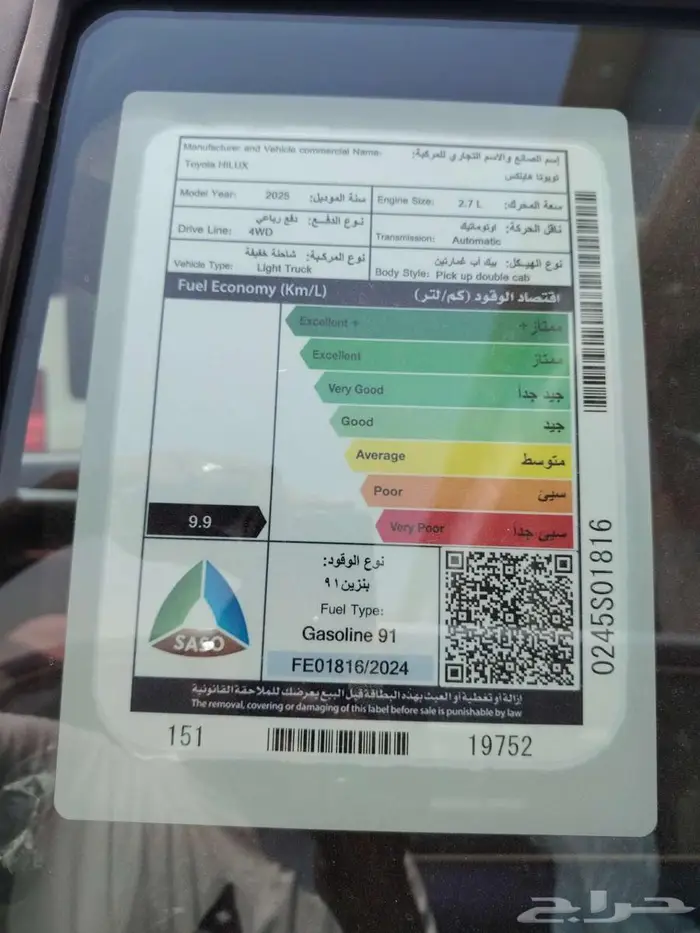 Manufacturer and Vehicle commercial Name: إسم الصانع والاسم التجاري للمركبة:
Toyota HILUX تويوتا هايلكس
Model Year: 2025 سنة الموديل: Engine Size: 2.7 L سعة المحرك:
Drive Line: 4WD نوع الدفع: دفع رباعي Transmission: Automatic ناقل الحركة: اوتوماتيك
Vehicle Type: Light Truck نوع المركبة: شاحنة خفيفة Body Style: Pick up double cab نوع الهيكل: بيك أب غمارتين
Fuel Economy (Km/L) اقتصاد الوقود (كم/لتر)
Excellent + ممتاز +
Excellent ممتاز
Very Good جيد جدا
Good جيد
Average متوسط
Poor سيئ
9.9 Very Poor سيئ جدا
نوع الوقود:
بنزين ٩١
Fuel Type:
Gasoline 91
FE01816/2024
SASO
0245S01816
إزالة أو تغطية أو العبث بهذه البطاقة قبل البيع يعرضك للملاحقة القانونية
The removal, covering or damaging of this label before sale is punishable by law
151 19752
حراج